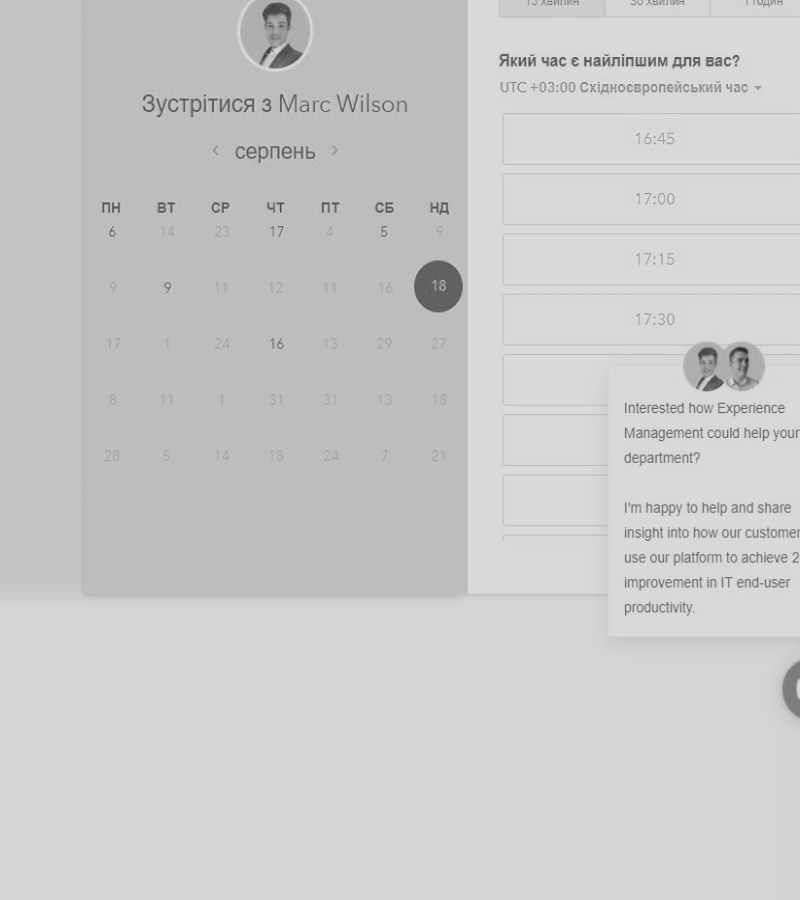 15 хвилин 30 хвилин 1 годин
Зустрітися з Marc Wilson
серпень
ПН ВТ СР ЧТ ПТ СБ НД
6 14 23 17 4 5 9
9 9 11 12 11 16 18
17 1 24 16 13 29 27
8 11 1 31 31 13 18
28 5 14 18 24 7 21
Який час є найліпшим для вас?
UTC +03:00 Східноєвропейський час
16:45
17:00
17:15
17:30
Interested how Experience
Management could help your
department?
I'm happy to help and share
insight into how our customer
use our platform to achieve 2
improvement in IT end-user
productivity.